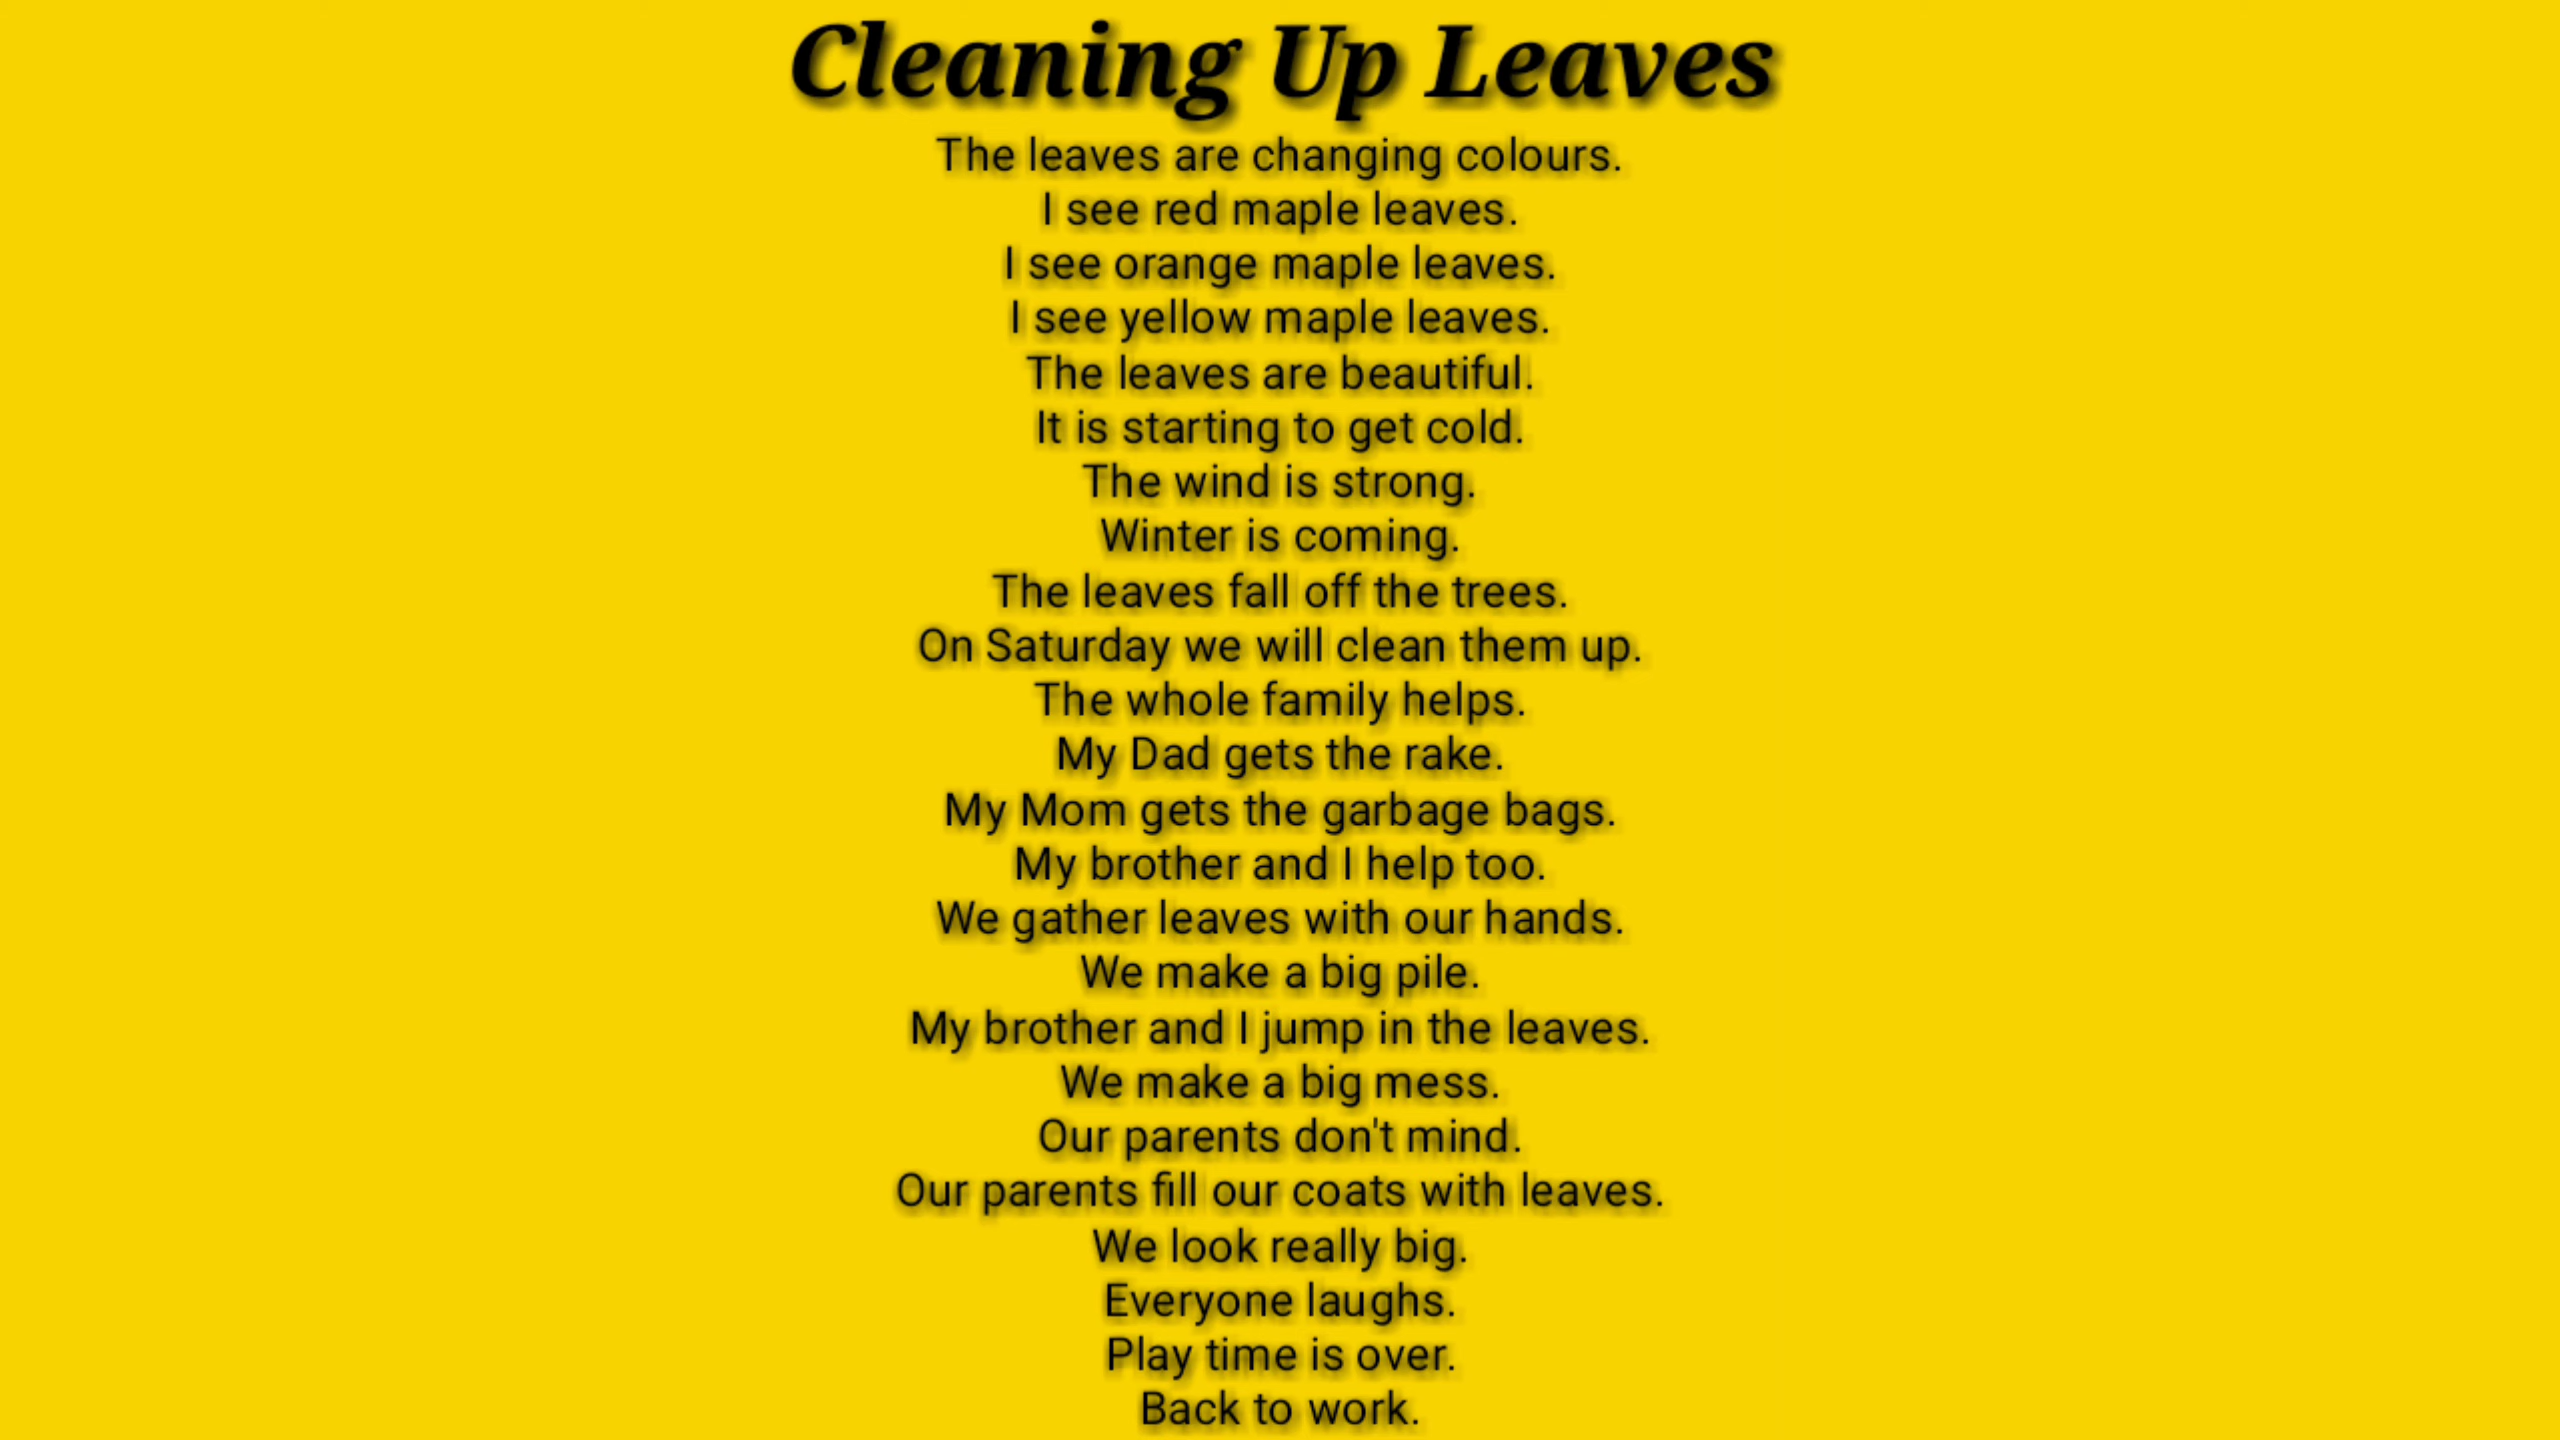 Cleaning Up Leaves
The leaves are changing colours.
I see red maple leaves.
I see orange maple leaves.
I see yellow maple leaves.
The leaves are beautiful.
It is starting to get cold.
The wind is strong.
Winter is coming.
The leaves fall off the trees.
On Saturday we will clean them up.
The whole family helps.
My Dad gets the rake.
My Mom gets the garbage bags.
My brother and I help too.
We gather leaves with our hands.
We make a big pile.
My brother and I jump in the leaves.
We make a big mess.
Our parents don't mind.
Our parents fill our coats with leaves.
We look really big.
Everyone laughs.
Play time is over.
Back to work.